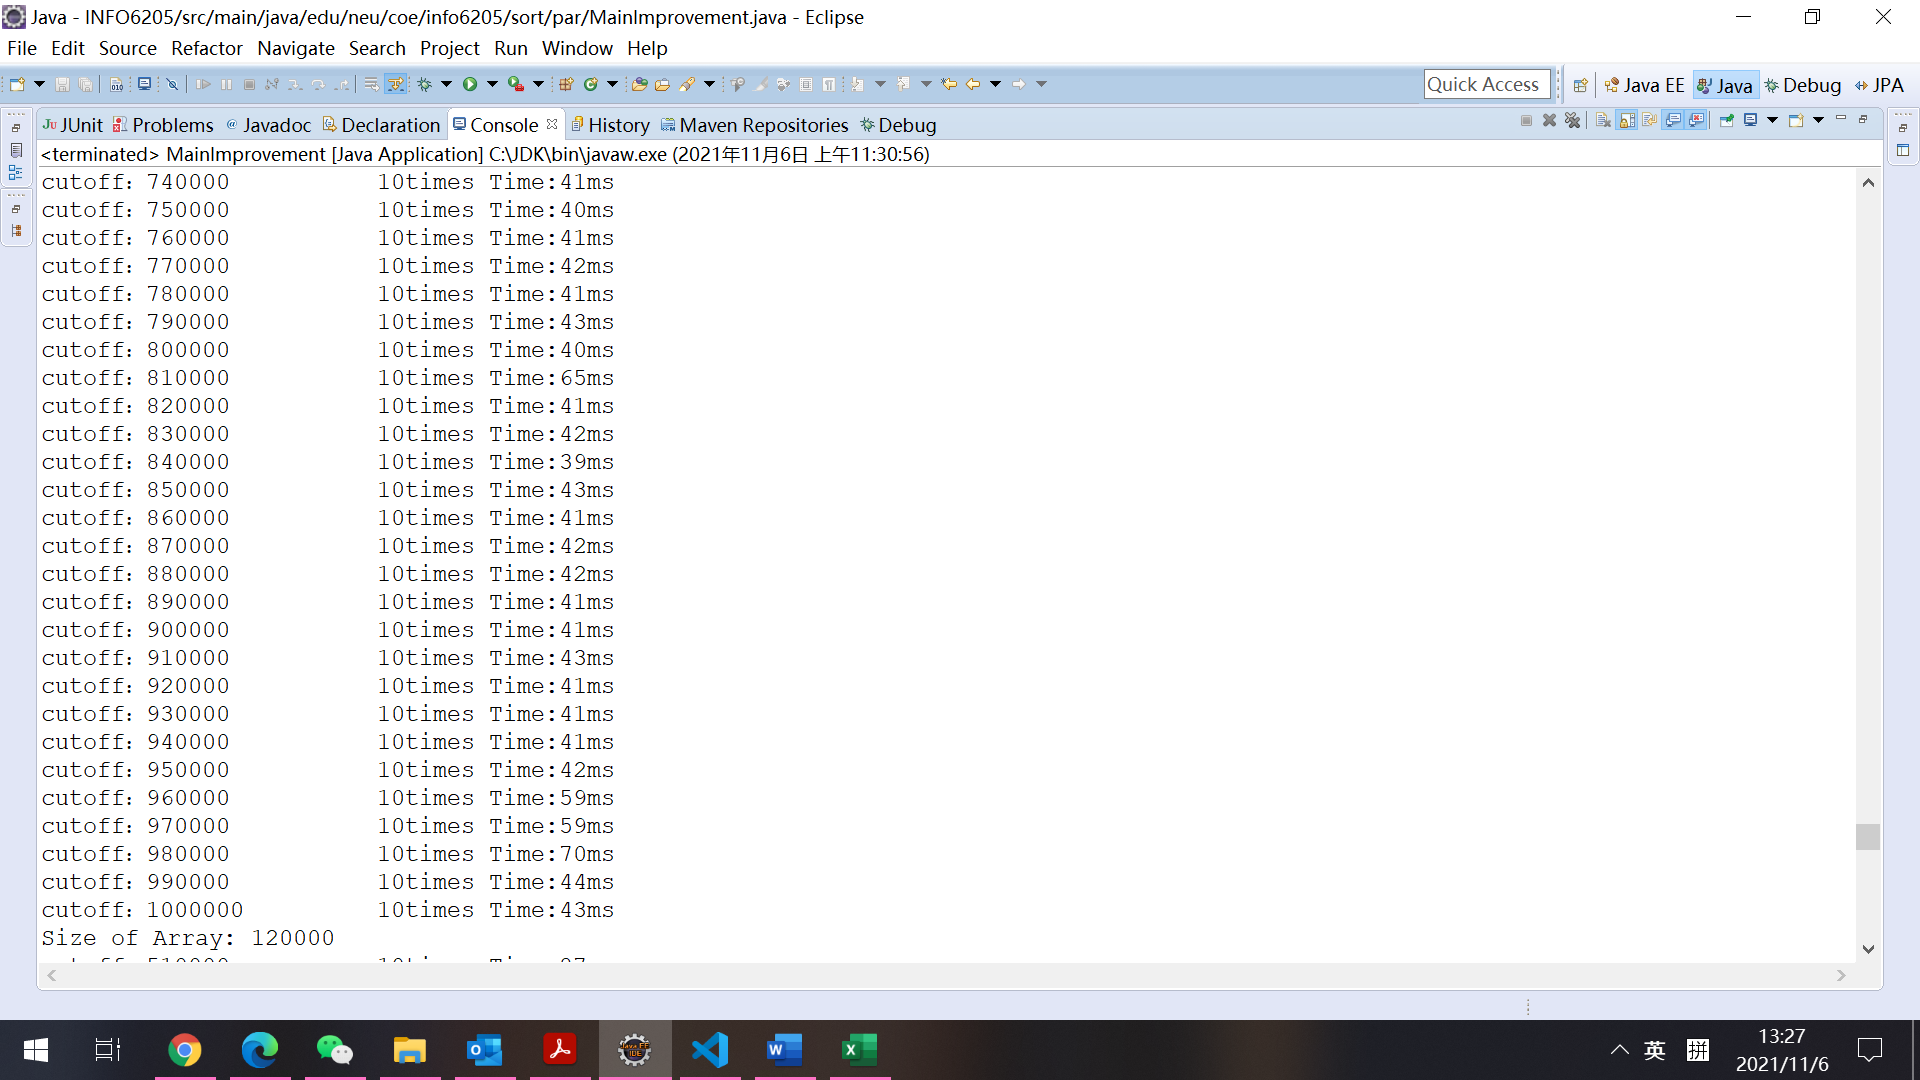 Java - INFO6205/src/main/java/edu/neu/coe/info6205/sort/par/MainImprovement.java - Eclipse
File Edit Source Refactor Navigate Search Project Run Window Help
Quick Access Java EE Java Debug JPA
JUnit Problems Javadoc Declaration Console History Maven Repositories Debug
<terminated> MainImprovement [Java Application] C:\JDK\bin\javaw.exe (2021年11月6日 上午11:30:56)
cutoff: 740000 10times Time:41ms
cutoff: 750000 10times Time:40ms
cutoff: 760000 10times Time:41ms
cutoff: 770000 10times Time:42ms
cutoff: 780000 10times Time:41ms
cutoff: 790000 10times Time:43ms
cutoff: 800000 10times Time:40ms
cutoff: 810000 10times Time:65ms
cutoff: 820000 10times Time:41ms
cutoff: 830000 10times Time:42ms
cutoff: 840000 10times Time:39ms
cutoff: 850000 10times Time:43ms
cutoff: 860000 10times Time:41ms
cutoff: 870000 10times Time:42ms
cutoff: 880000 10times Time:42ms
cutoff: 890000 10times Time:41ms
cutoff: 900000 10times Time:41ms
cutoff: 910000 10times Time:43ms
cutoff: 920000 10times Time:41ms
cutoff: 930000 10times Time:41ms
cutoff: 940000 10times Time:41ms
cutoff: 950000 10times Time:42ms
cutoff: 960000 10times Time:59ms
cutoff: 970000 10times Time:59ms
cutoff: 980000 10times Time:70ms
cutoff: 990000 10times Time:44ms
cutoff: 1000000 10times Time:43ms
Size of Array: 120000
英 拼 13:27
2021/11/6